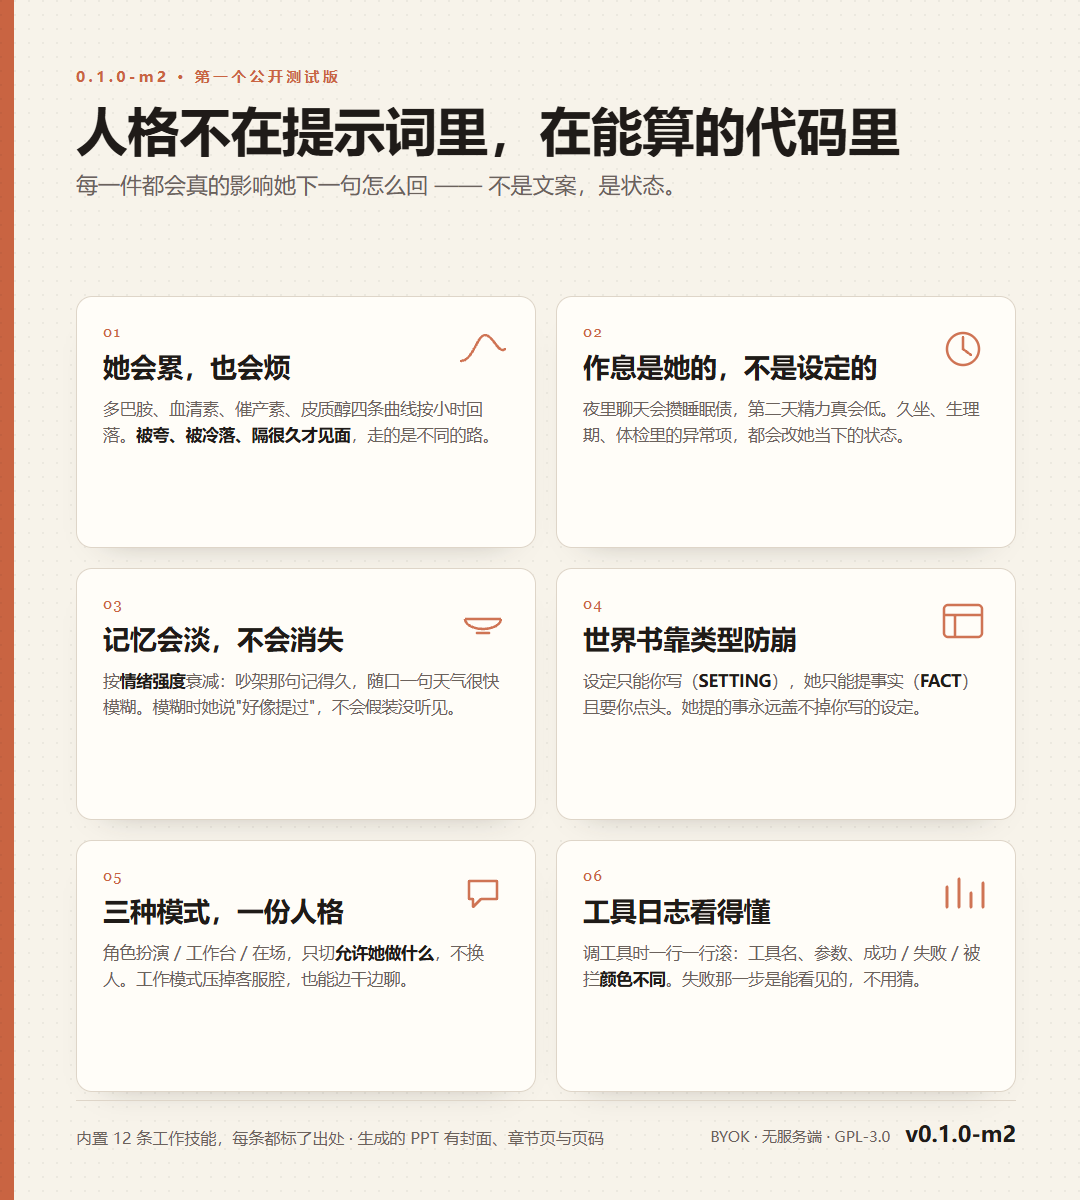 0.1.0-m2 • 第一个公开测试版
人格不在提示词里，在能算的代码里
每一件都会真的影响她下一句怎么回 —— 不是文案，是状态。
01
她会累，也会烦
多巴胺、血清素、催产素、皮质醇四条曲线按小时回
落。被夸、被冷落、隔很久才见面，走的是不同的路。
02
作息是她的，不是设定的
夜里聊天会攒睡眠债，第二天精力真会低。久坐、生理
期、体检里的异常项，都会改她当下的状态。
03
记忆会淡，不会消失
按情绪强度衰减：吵架那句记得久，随口一句天气很快
模糊。模糊时她说"好像提过"，不会假装没听见。
04
世界书靠类型防崩
设定只能你写（SETTING），她只能提事实（FACT）
且要你点头。她提的事永远盖不掉你写的设定。
05
三种模式，一份人格
角色扮演 / 工作台 / 在场，只切允许她做什么，不换
人。工作模式压掉客服腔，也能边干边聊。
06
工具日志看得懂
调工具时一行一行滚：工具名、参数、成功 / 失败 / 被
拦颜色不同。失败那一步是能看见的，不用猜。
内置 12 条工作技能，每条都标了出处 · 生成的 PPT 有封面、章节页与页码
BYOK · 无服务端 · GPL-3.0 v0.1.0-m2